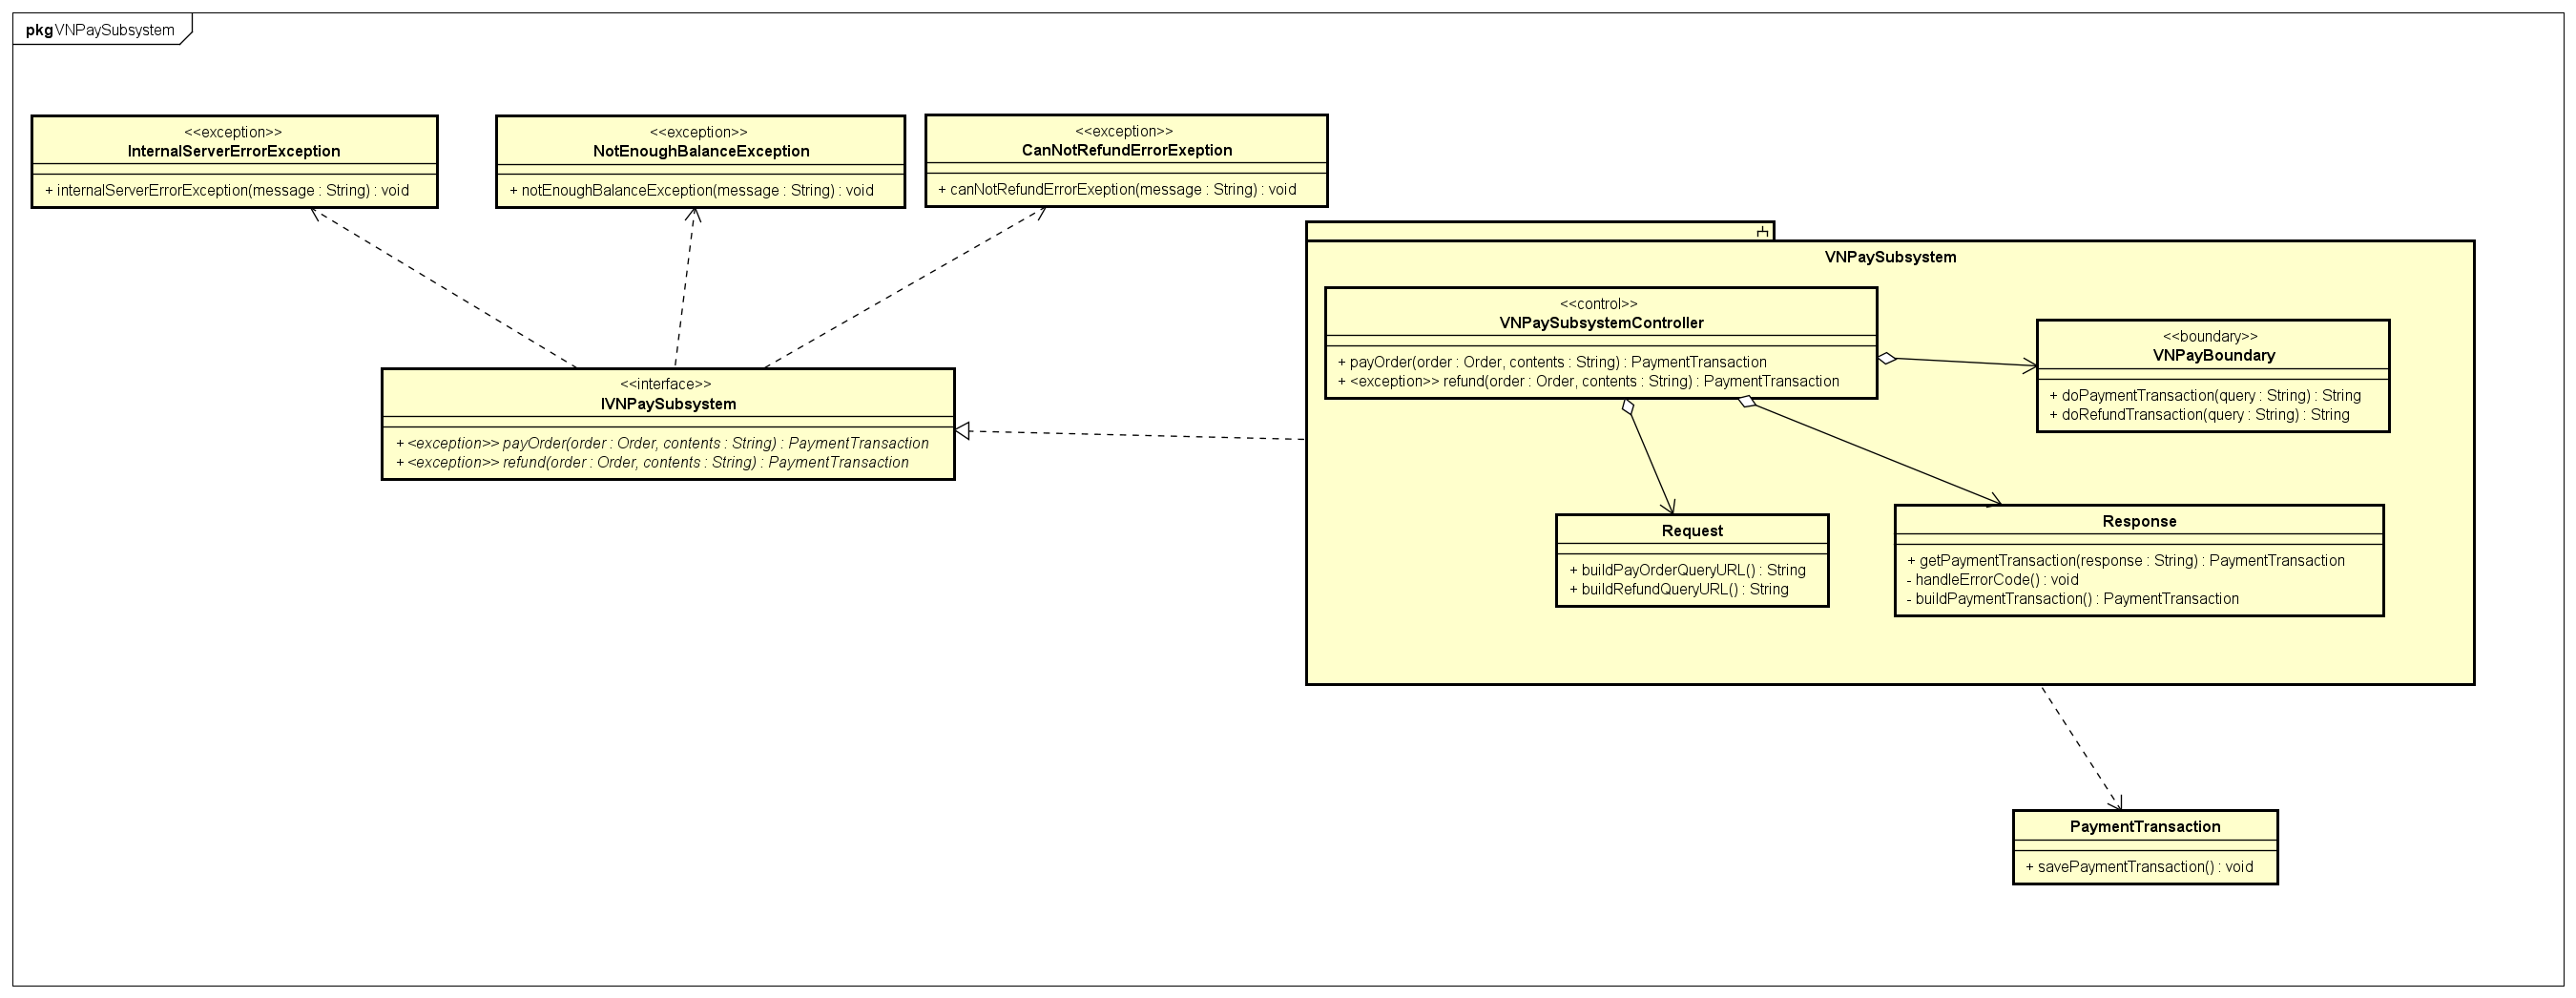 pkg VNPaySubsystem
<<exception>>
InternalServerErrorException
+ internalServerErrorException(message : String) : void
<<exception>>
NotEnoughBalanceException
+ notEnoughBalanceException(message : String) : void
<<exception>>
CanNotRefundErrorExeption
+ canNotRefundErrorExeption(message : String) : void
<<interface>>
IVNPaySubsystem
+ <exception>> payOrder(order : Order, contents : String) : PaymentTransaction
+ <exception>> refund(order : Order, contents : String) : PaymentTransaction
VNPaySubsystem
<<control>>
VNPaySubsystemController
+ payOrder(order : Order, contents : String) : PaymentTransaction
+ <exception>> refund(order : Order, contents : String) : PaymentTransaction
<<boundary>>
VNPayBoundary
+ doPaymentTransaction(query : String) : String
+ doRefundTransaction(query : String) : String
Request
+ buildPayOrderQueryURL() : String
+ buildRefundQueryURL() : String
Response
+ getPaymentTransaction(response : String) : PaymentTransaction
- handleErrorCode() : void
- buildPaymentTransaction() : PaymentTransaction
PaymentTransaction
+ savePaymentTransaction() : void